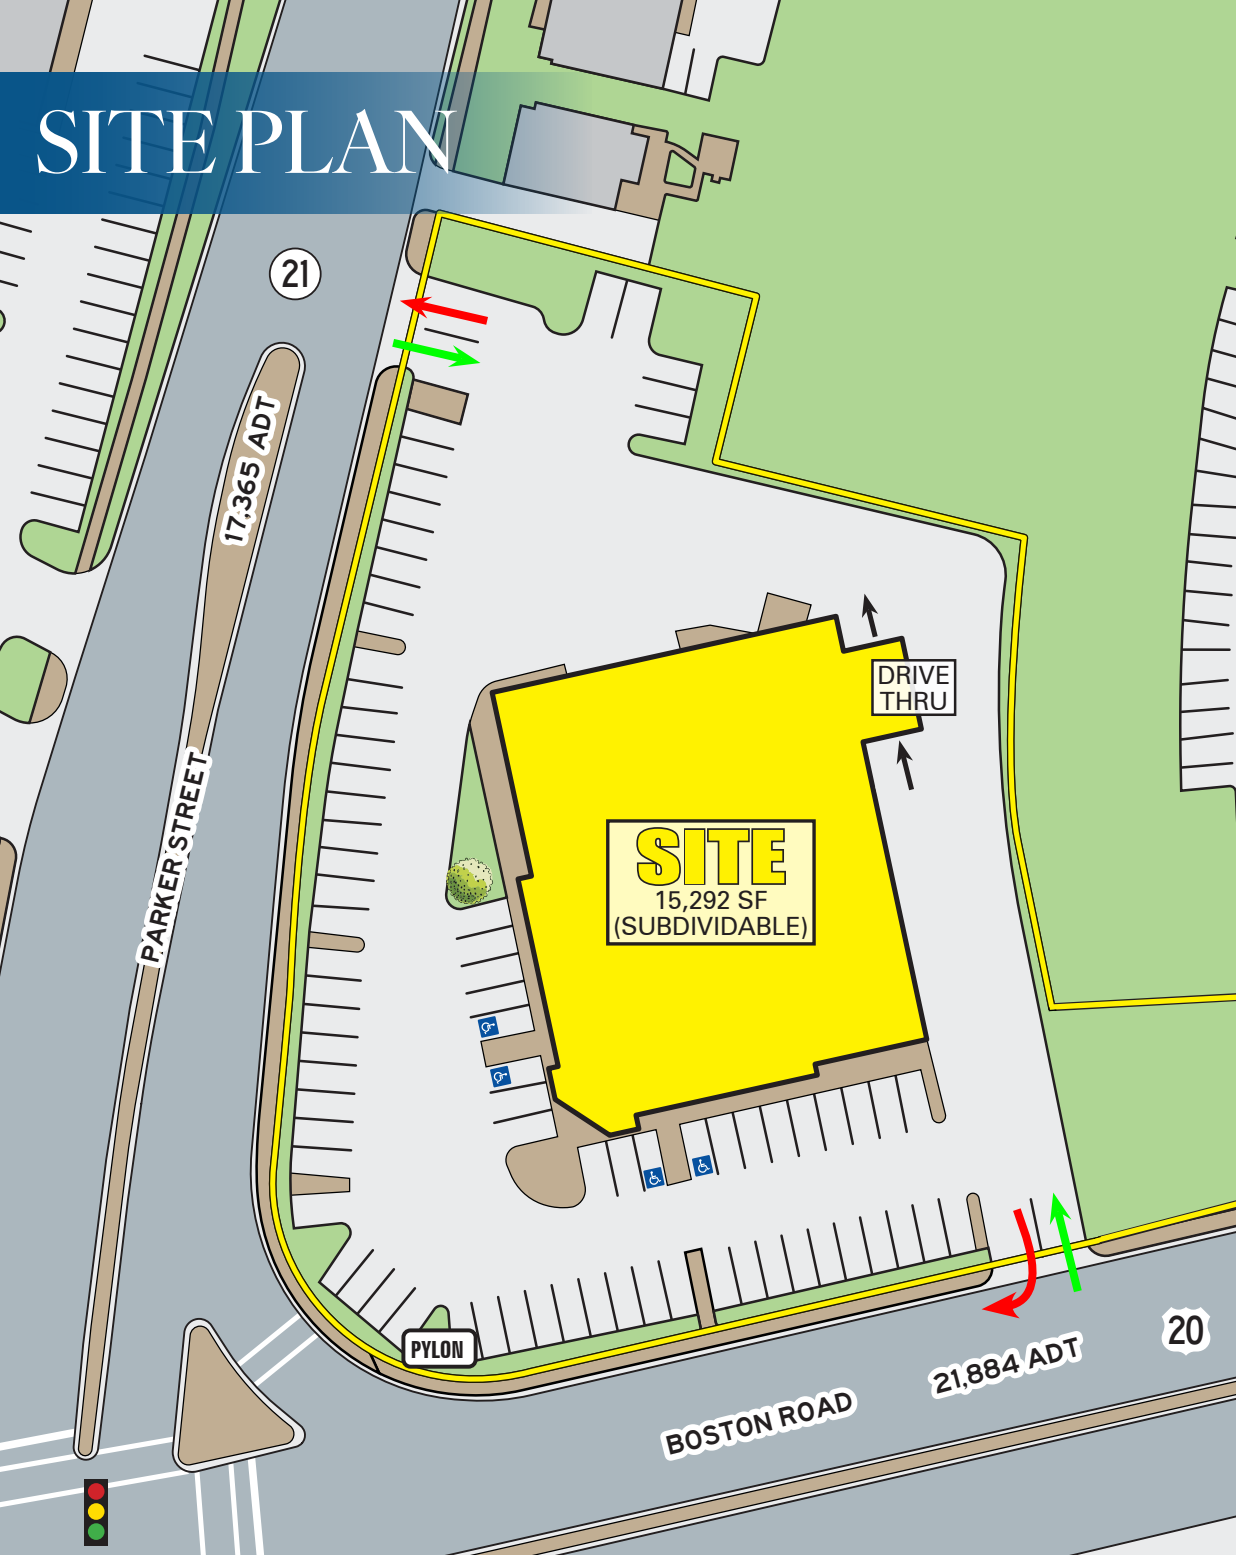 SITE PLAN
21
17,365 ADT
DRIVE
THRU
PARKER STREET
SITE
15,292 SF
(SUBDIVIDABLE)
PYLON
20
21,884 ADT
BOSTON ROAD